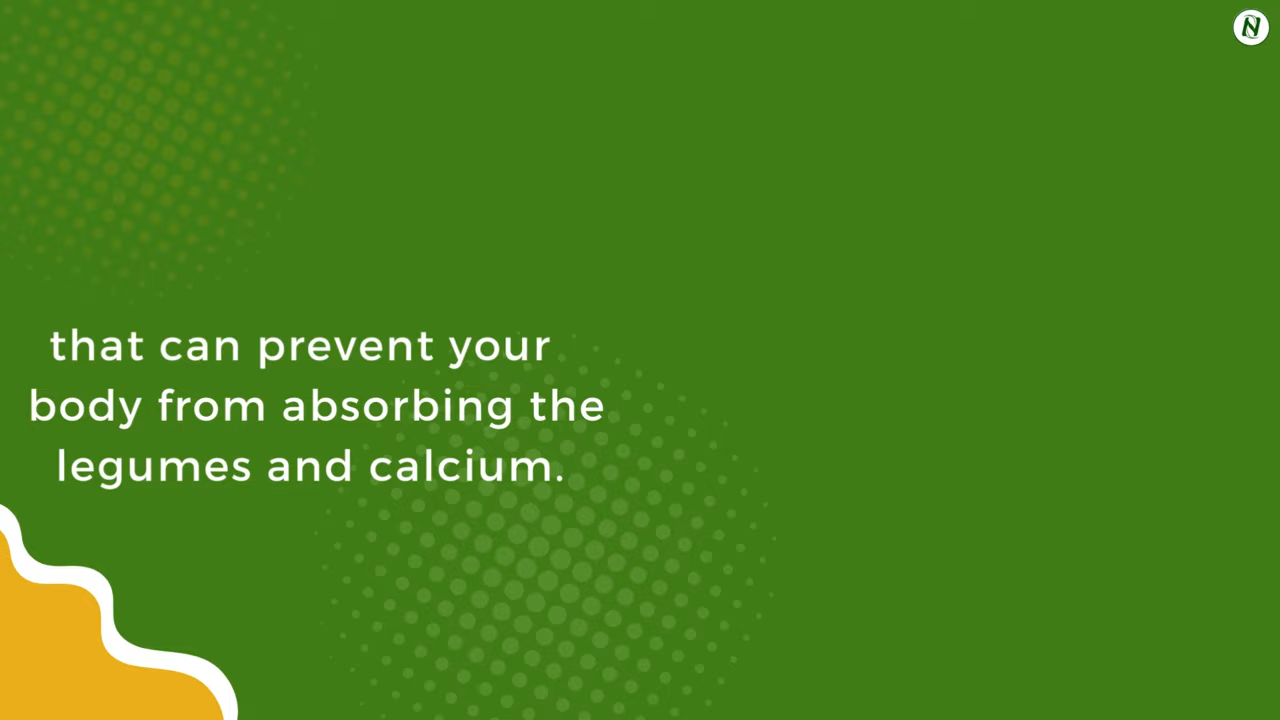 N
that can prevent your
body from absorbing the
legumes and calcium.